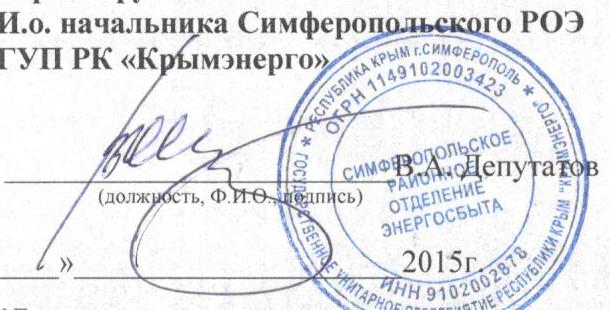 И.о. начальника Симферопольского РОЭ
ГУП РК «Крымэнерго»
В.А. Депутатов
(должность, Ф.И.О., подпись)
» 2015г.
★ РЕСПУБЛИКА КРЫМ г.СИМФЕРОПОЛЬ ★
ГОСУДАРСТВЕННОЕ УНИТАРНОЕ ПРЕДПРИЯТИЕ РЕСПУБЛИКИ КРЫМ "КРЫМЭНЕРГО"
ОГРН 1149102003423
СИМФЕРОПОЛЬСКОЕ
РАЙОННОЕ
ОТДЕЛЕНИЕ
ЭНЕРГОСБЫТА
ИНН 9102002878